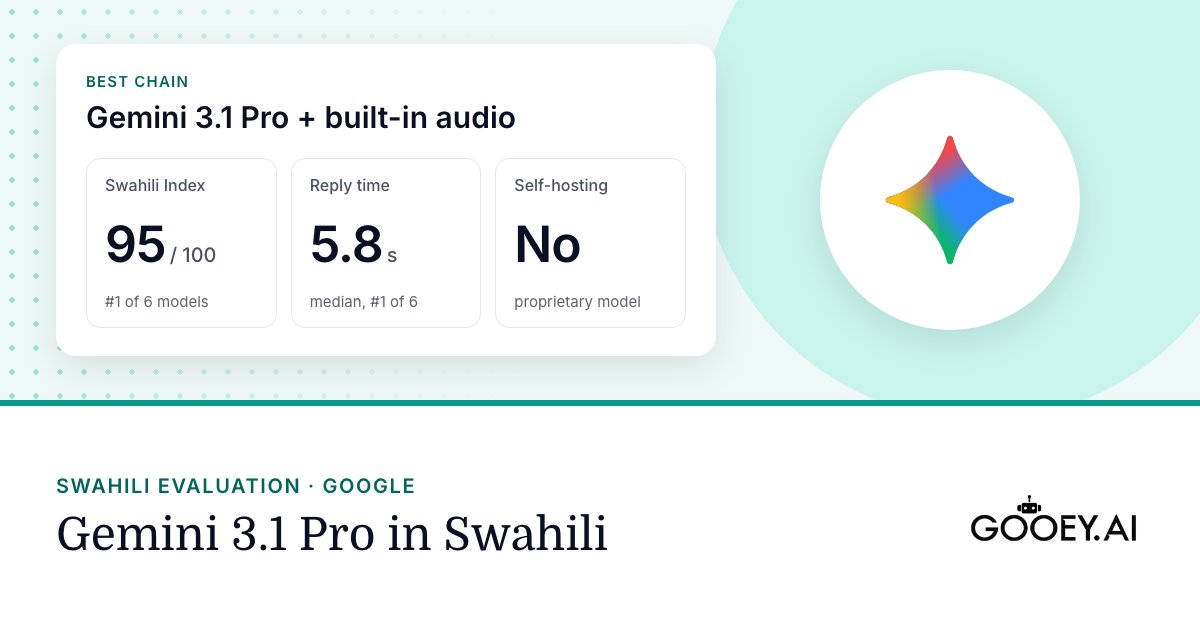 BEST CHAIN
Gemini 3.1 Pro + built-in audio
Swahili Index
95 / 100
#1 of 6 models
Reply time
5.8 s
median, #1 of 6
Self-hosting
No
proprietary model
SWAHILI EVALUATION · GOOGLE
Gemini 3.1 Pro in Swahili
GOOEY.AI